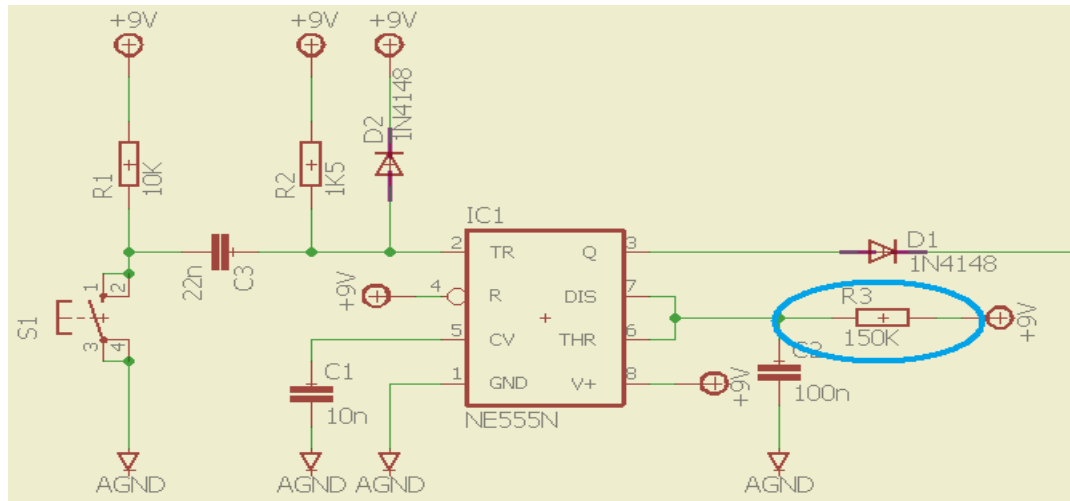 +9V
+9V
+9V
R1
10K
R2
1K5
D2
1N4148
22n
C3
S1
1
2
3
4
IC1
2
TR
4
R
5
CV
1
GND
Q
3
DIS
7
THR
6
V+
8
NE555N
+9V
C1
10n
D1
1N4148
R3
150K
+9V
C2
100n
+9V
AGND
AGND
AGND
AGND